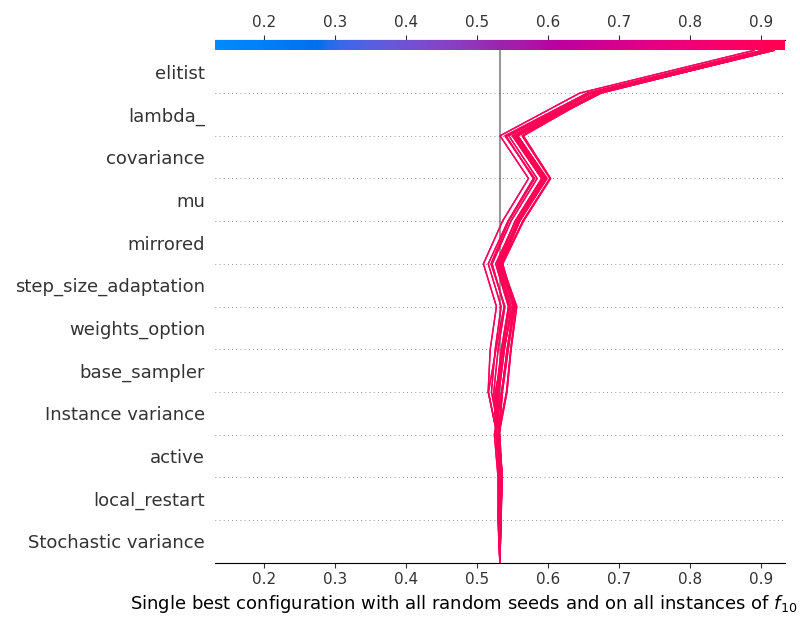 0.2 0.3 0.4 0.5 0.6 0.7 0.8 0.9
elitist
lambda_
covariance
mu
mirrored
step_size_adaptation
weights_option
base_sampler
Instance variance
active
local_restart
Stochastic variance
0.2 0.3 0.4 0.5 0.6 0.7 0.8 0.9
Single best configuration with all random seeds and on all instances of f10